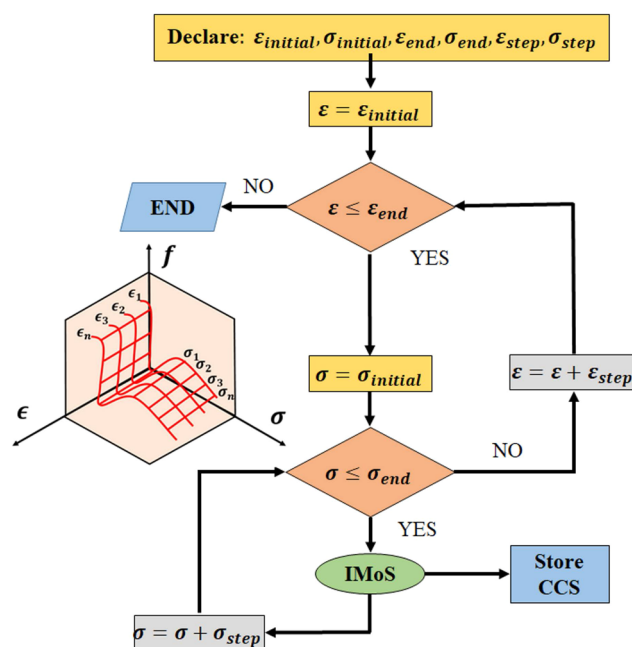 Declare: ε_initial, σ_initial, ε_end, σ_end, ε_step, σ_step
ε = ε_initial
NO
END
ε ≤ ε_end
YES
f
ϵ_1
ϵ_2
ϵ_3
ϵ_n
σ_1
σ_2
σ_3
σ_n
ϵ
σ
σ = σ_initial
ε = ε + ε_step
σ ≤ σ_end
NO
YES
IMoS
Store
CCS
σ = σ + σ_step